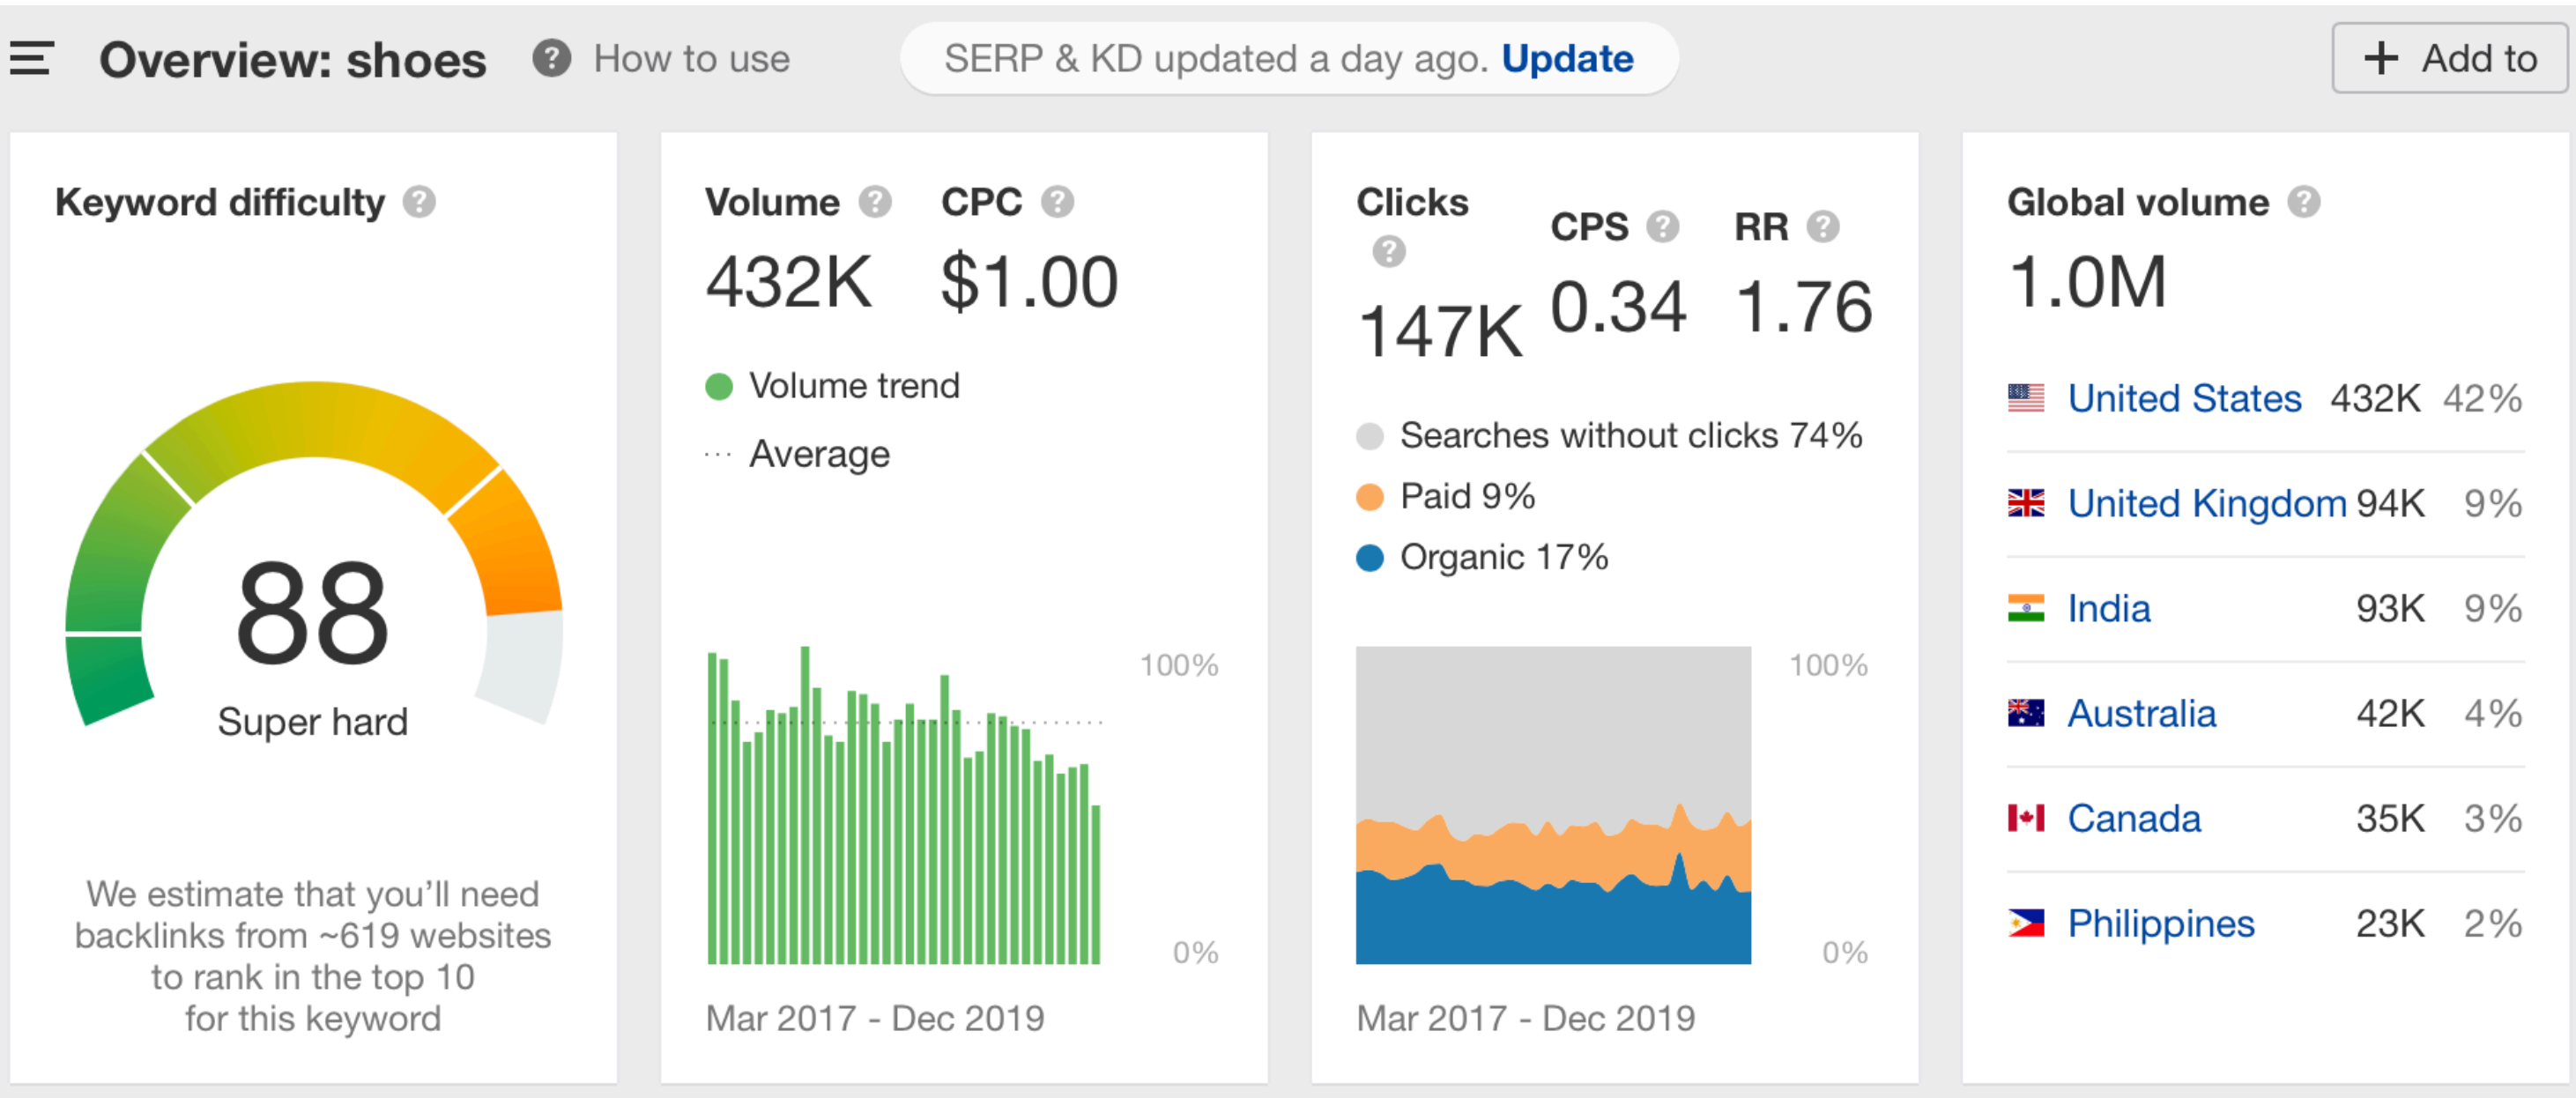 Overview: shoes ? How to use SERP & KD updated a day ago. Update + Add to
Keyword difficulty ?
88
Super hard
We estimate that you’ll need
backlinks from ~619 websites
to rank in the top 10
for this keyword
Volume ? CPC ?
432K $1.00
Volume trend
Average
100%
0%
Mar 2017 - Dec 2019
Clicks ? CPS ? RR ?
147K 0.34 1.76
Searches without clicks 74%
Paid 9%
Organic 17%
100%
0%
Mar 2017 - Dec 2019
Global volume ?
1.0M
United States 432K 42%
United Kingdom 94K 9%
India 93K 9%
Australia 42K 4%
Canada 35K 3%
Philippines 23K 2%